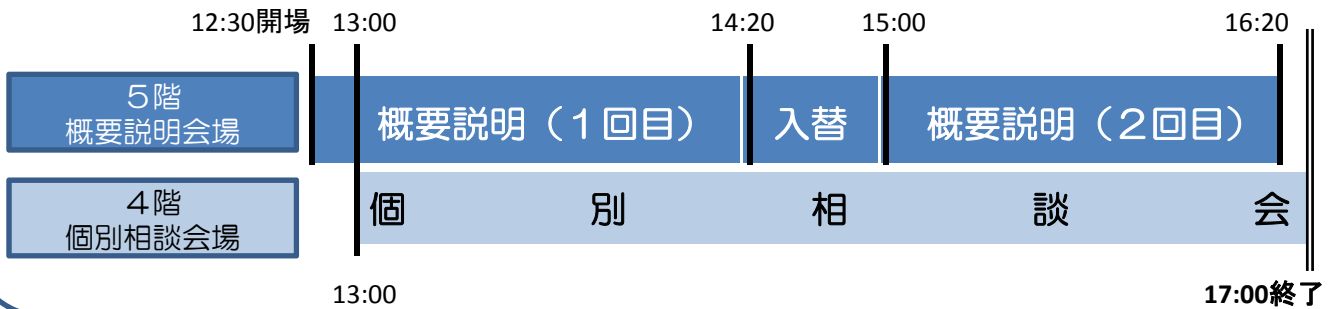 12:30開場 13:00 14:20 15:00 16:20
5階
概要説明会場
概要説明(1回目) 入替 概要説明(2回目)
4階
個別相談会場
個別相談会
13:00 17:00終了